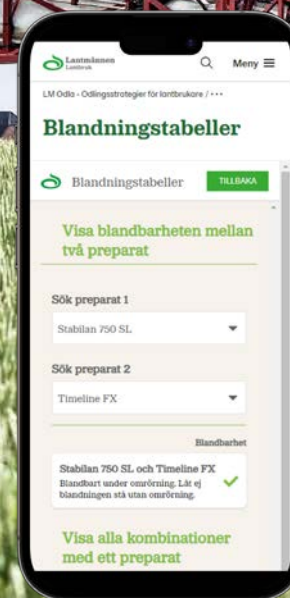 Lantmännen
Lantbruk
Meny
LM Odla - Odlingsstrategier för lantbrukare / ···
Blandningstabeller
Blandningstabeller
TILLBAKA
Visa blandbarheten mellan
två preparat
Sök preparat 1
Stabilan 750 SL
Sök preparat 2
Timeline FX
Blandbarhet
Stabilan 750 SL och Timeline FX
Blandbart under omrörning. Låt ej
blandningen stå utan omrörning.
Visa alla kombinationer
med ett preparat